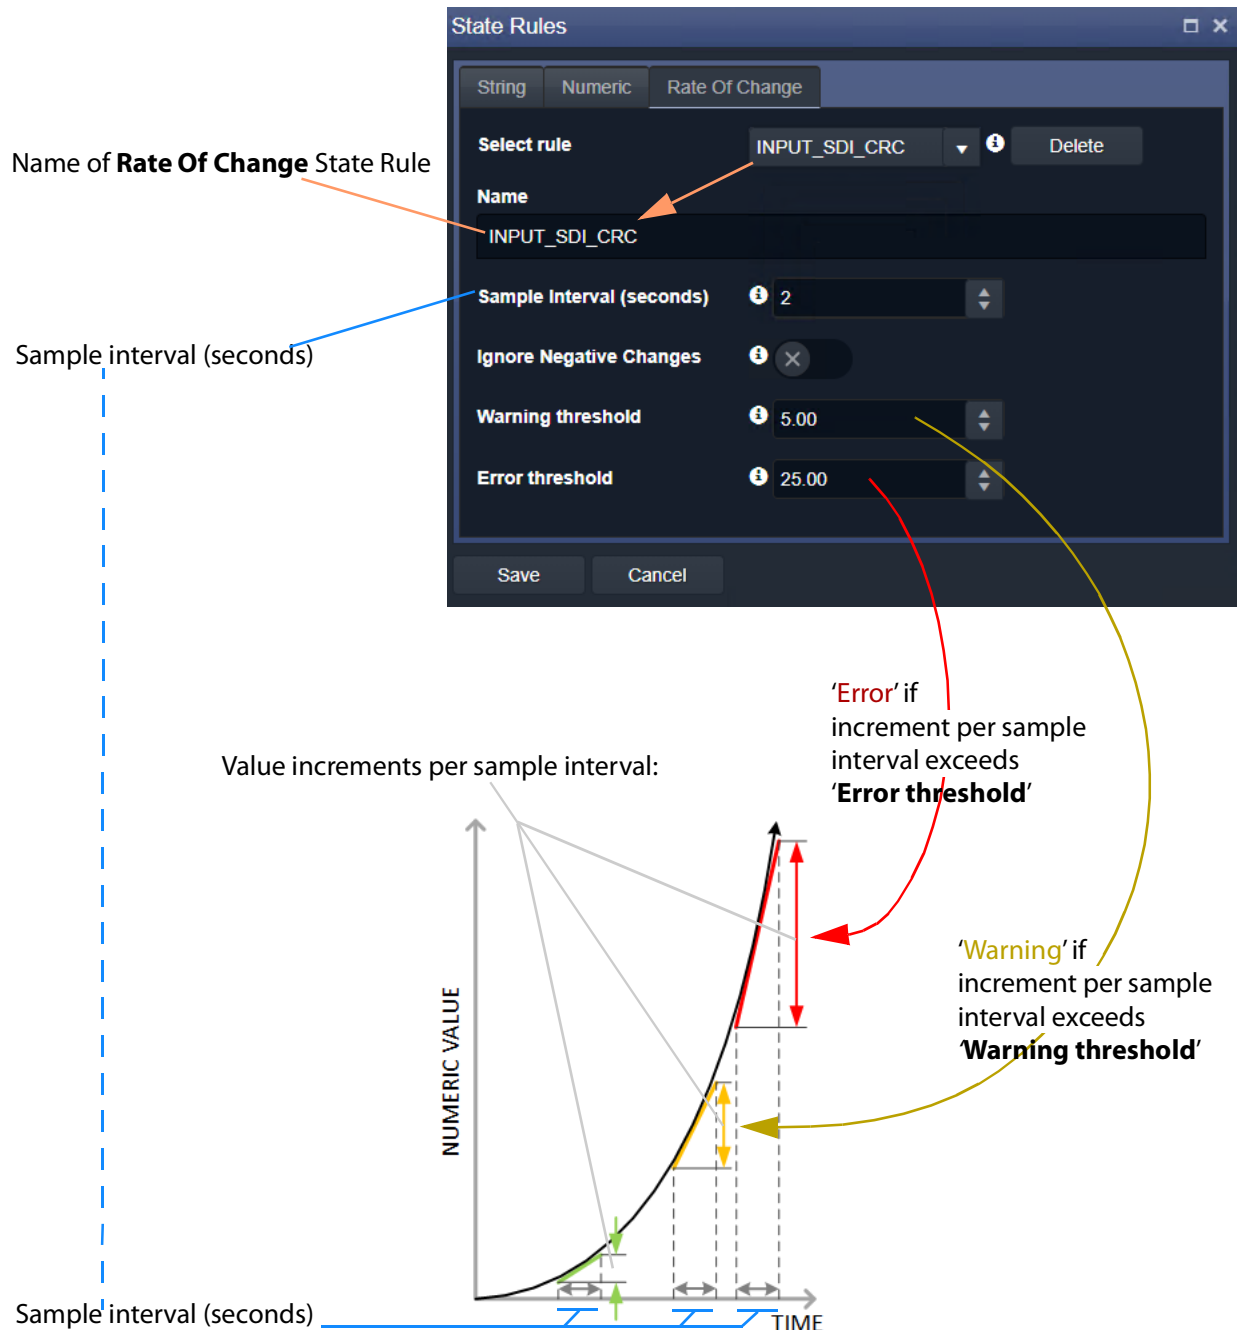 State Rules
String Numeric Rate Of Change
Select rule INPUT_SDI_CRC Delete
Name of Rate Of Change State Rule
Name
INPUT_SDI_CRC
Sample Interval (seconds) 2
Sample interval (seconds)
Ignore Negative Changes
Warning threshold 5.00
Error threshold 25.00
Save Cancel
‘Error’ if
increment per sample
interval exceeds
‘Error threshold’
Value increments per sample interval:
‘Warning’ if
increment per sample
interval exceeds
‘Warning threshold’
NUMERIC VALUE
Sample interval (seconds)
TIME